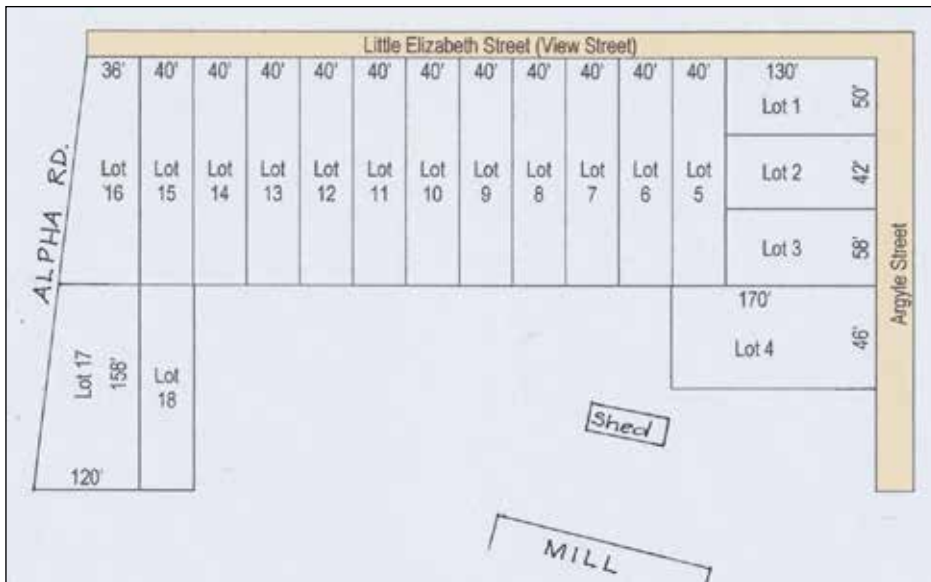 Little Elizabeth Street (View Street)
36' 40' 40' 40' 40' 40' 40' 40' 40' 40' 40' 40' 130'
Lot 1
50'
ALPHA RD.
Lot 16
Lot 15
Lot 14
Lot 13
Lot 12
Lot 11
Lot 10
Lot 9
Lot 8
Lot 7
Lot 6
Lot 5
Lot 2
42'
Lot 3
58'
Argyle Street
170'
Lot 4
46'
Lot 17
158'
Lot 18
120'
Shed
MILL